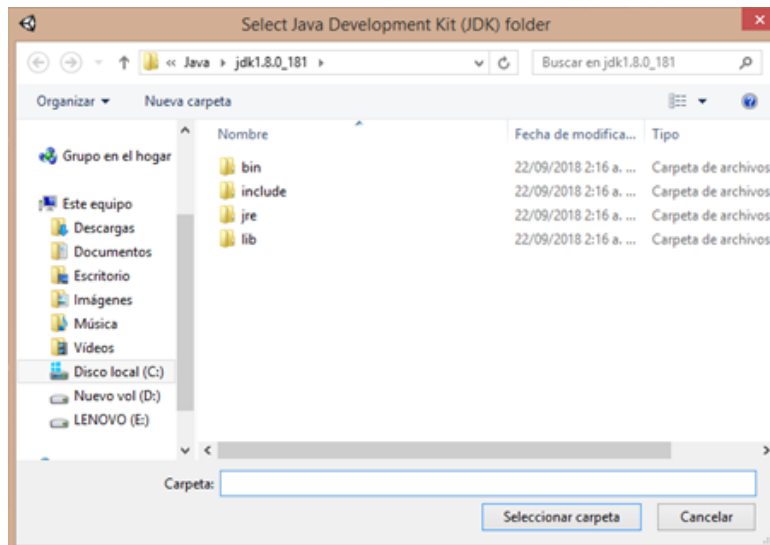 Select Java Development Kit (JDK) folder
« Java jdk1.8.0_181
Buscar en jdk1.8.0_181
Organizar Nueva carpeta
Nombre Fecha de modifica... Tipo
Grupo en el hogar
Este equipo
Descargas
Documentos
Escritorio
Imágenes
Música
Vídeos
Disco local (C:)
Nuevo vol (D:)
LENOVO (E:)
bin 22/09/2018 2:16 a. ... Carpeta de archivos
include 22/09/2018 2:16 a. ... Carpeta de archivos
jre 22/09/2018 2:16 a. ... Carpeta de archivos
lib 22/09/2018 2:16 a. ... Carpeta de archivos
Carpeta:
Seleccionar carpeta Cancelar